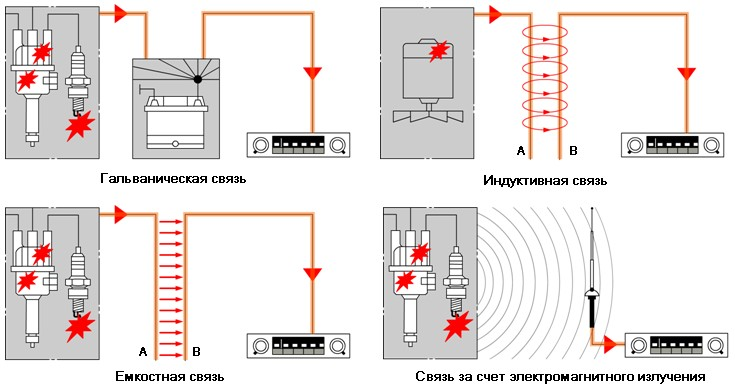 Гальваническая связь
A B
Индуктивная связь
A B
Емкостная связь
Связь за счет электромагнитного излучения